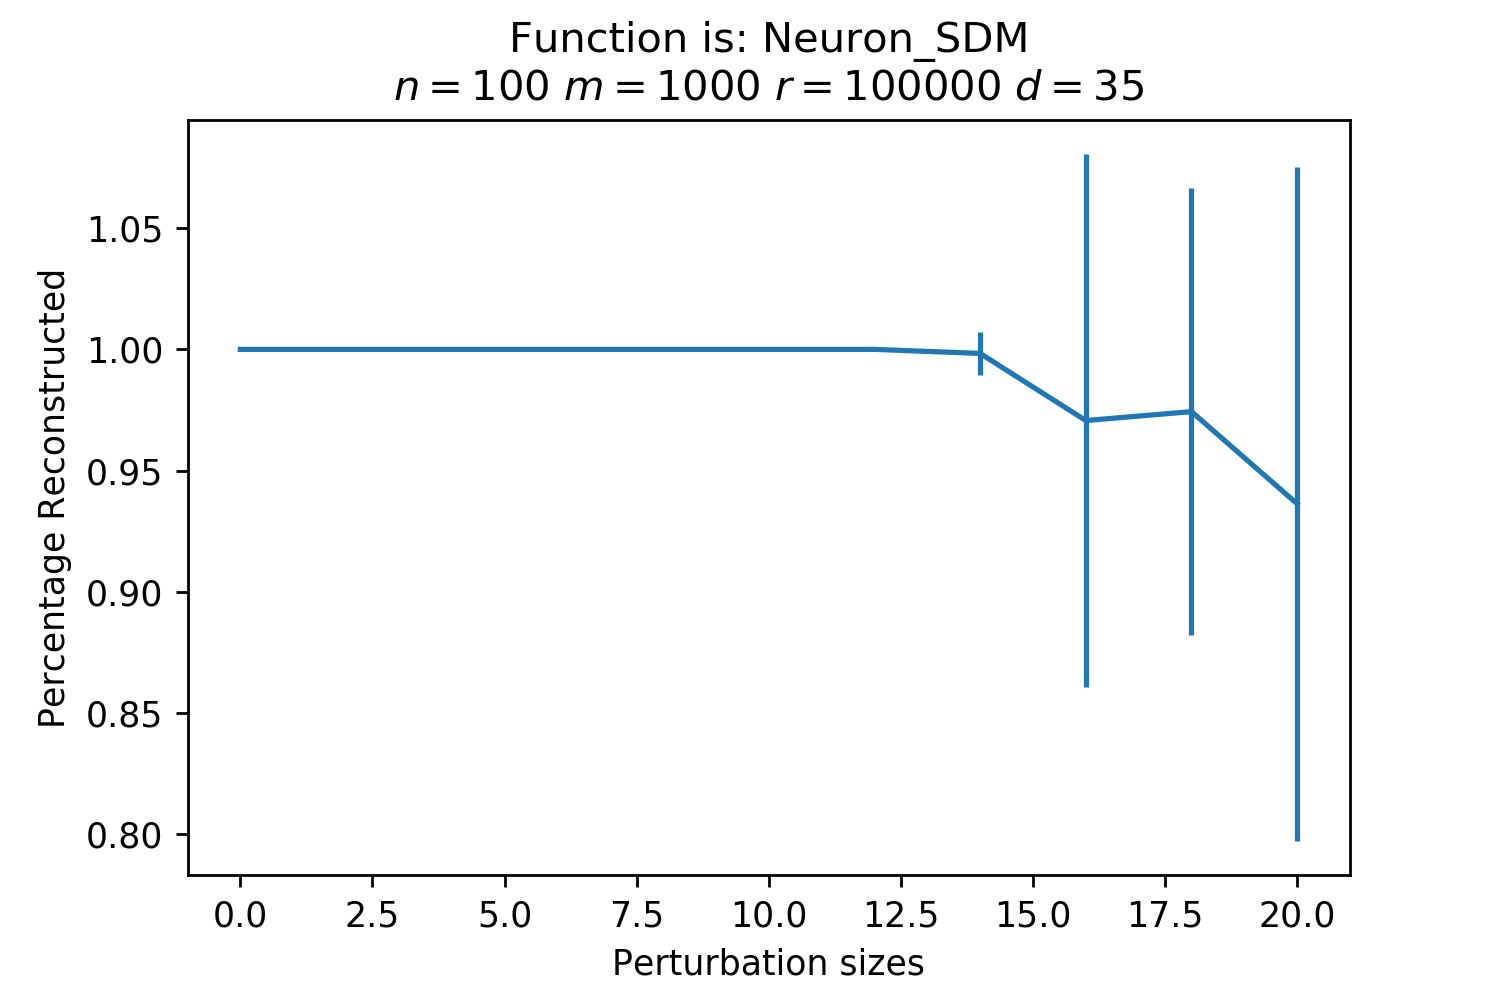 Function is: Neuron_SDM
n = 100 m = 1000 r = 100000 d = 35
Percentage Reconstructed
1.05
1.00
0.95
0.90
0.85
0.80
0.0 2.5 5.0 7.5 10.0 12.5 15.0 17.5 20.0
Perturbation sizes